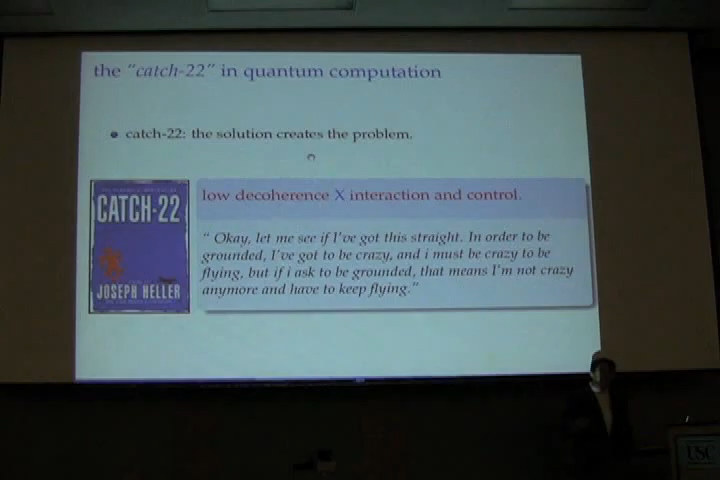 the "catch-22" in quantum computation
catch-22: the solution creates the problem.
low decoherence X interaction and control.
CATCH-22
JOSEPH HELLER
" Okay, let me see if I've got this straight. In order to be
grounded, I've got to be crazy, and i must be crazy to be
flying, but if i ask to be grounded, that means I'm not crazy
anymore and have to keep flying."
USC